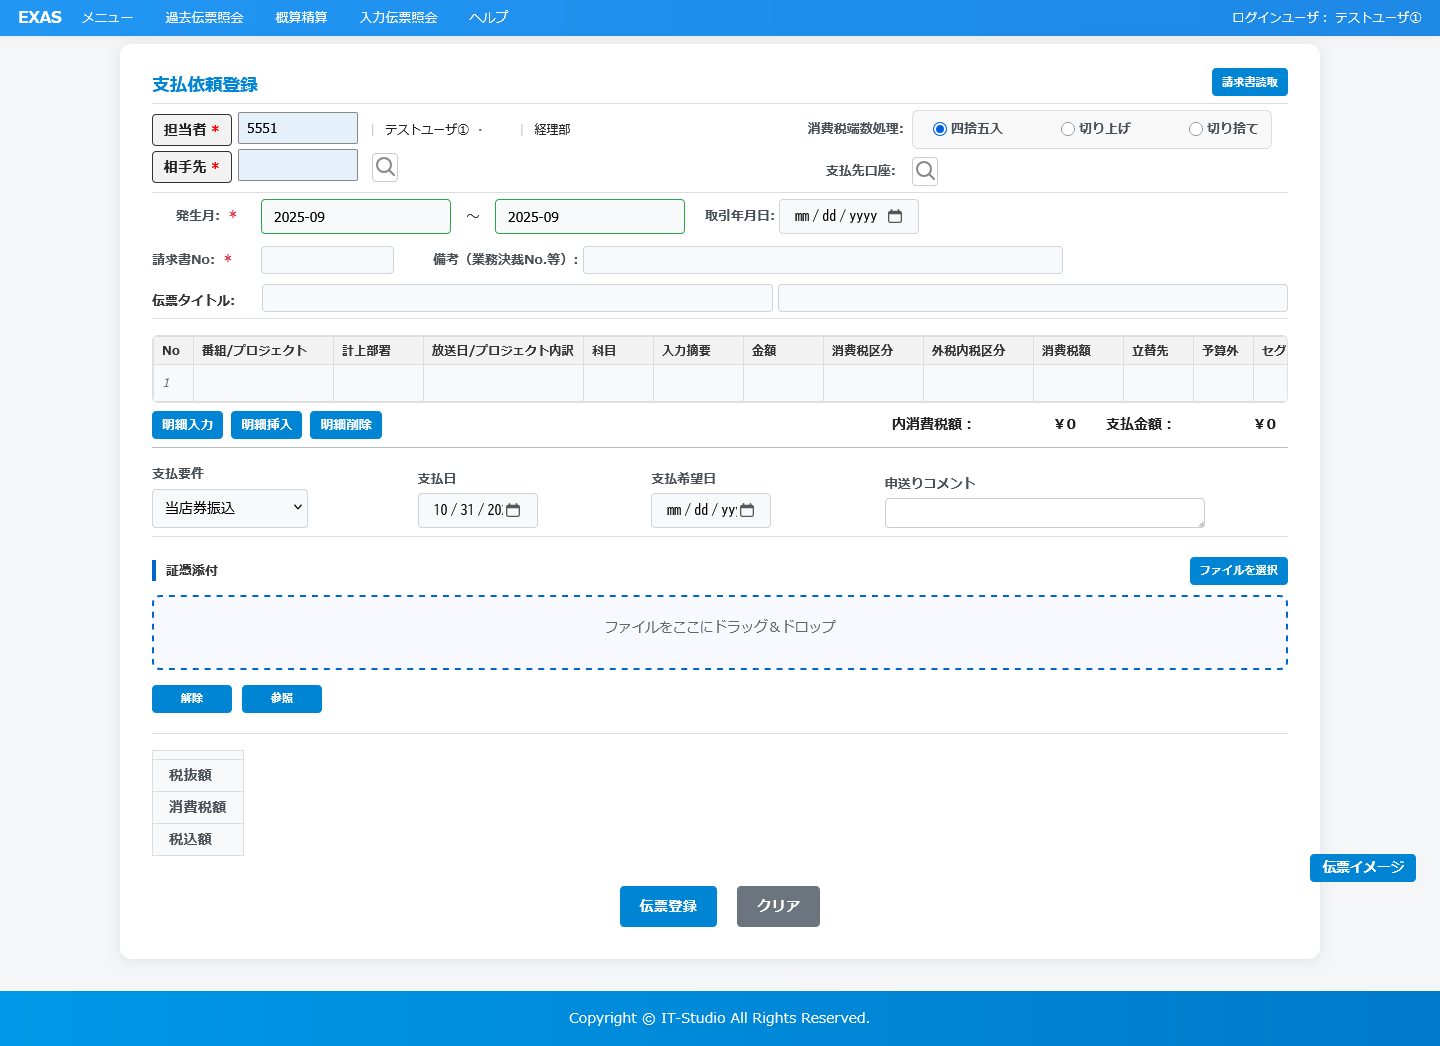 EXAS メニュー 過去伝票照会 概算精算 入力伝票照会 ヘルプ ログインユーザ： テストユーザ①
支払依頼登録 請求書読取
担当者 * 5551 | テストユーザ① - | 経理部 消費税端数処理: 四捨五入 切り上げ 切り捨て
相手先 * 支払先口座:
発生月: * 2025-09 ～ 2025-09 取引年月日: mm/dd/yyyy
請求書No: * 備考（業務決裁No.等）:
伝票タイトル:
No 番組/プロジェクト 計上部署 放送日/プロジェクト内訳 科目 入力摘要 金額 消費税区分 外税内税区分 消費税額 立替先 予算外 セグ
1
明細入力 明細挿入 明細削除 内消費税額： ￥0 支払金額： ￥0
支払要件 支払日 支払希望日 申送りコメント
当店券振込 10/31/20 mm/dd/yy
証憑添付 ファイルを選択
ファイルをここにドラッグ＆ドロップ
解除 参照
税抜額
消費税額
税込額
伝票イメージ
伝票登録 クリア
Copyright © IT-Studio All Rights Reserved.